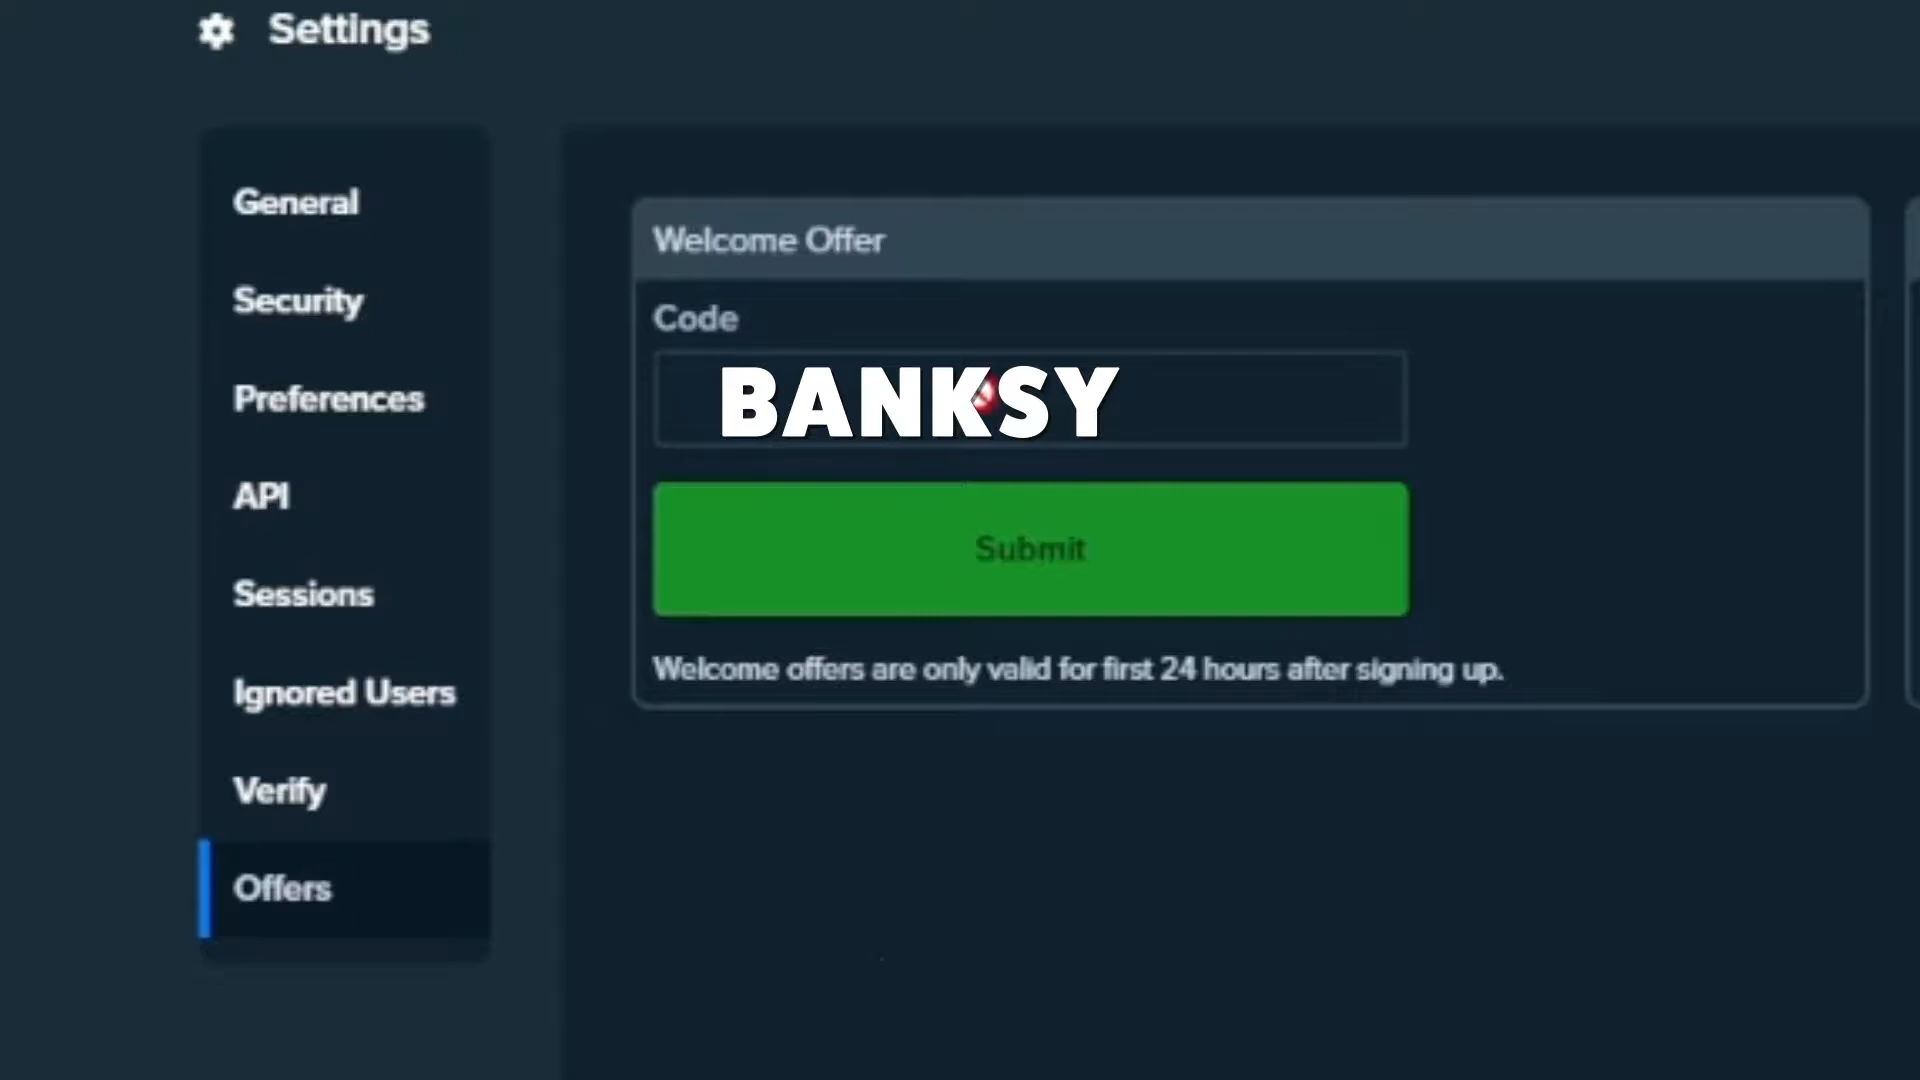 Settings
General
Security
Preferences
API
Sessions
Ignored Users
Verify
Offers
Welcome Offer
Code
BANKSY
Submit
Welcome offers are only valid for first 24 hours after signing up.